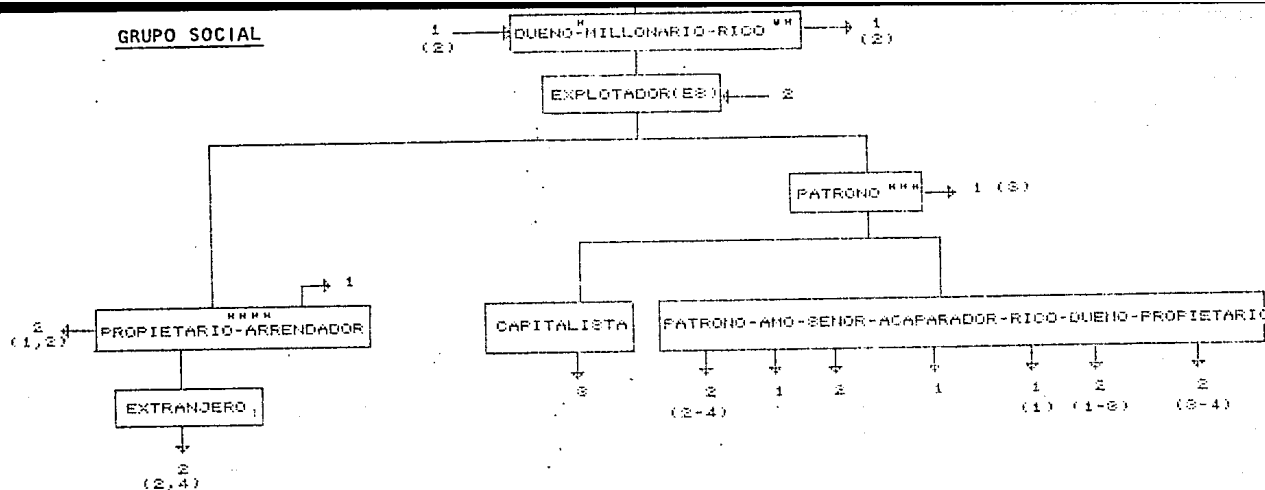 GRUPO SOCIAL
1 (2) DUENO-MILLONARIO-RICO ** 1 (2)
EXPLOTADOR(ES) 2
PATRONO *** 1 (3)
1
2 (1,2) PROPIETARIO-ARRENDADOR
****
CAPITALISTA
PATRONO-AMO-SENOR-ACAPARADOR-RICO-DUENO-PROPIETARIO
EXTRANJERO
3
2 1 2 1 1 2 2
(2-4) (1) (1-3) (3-4)
2
(2,4)